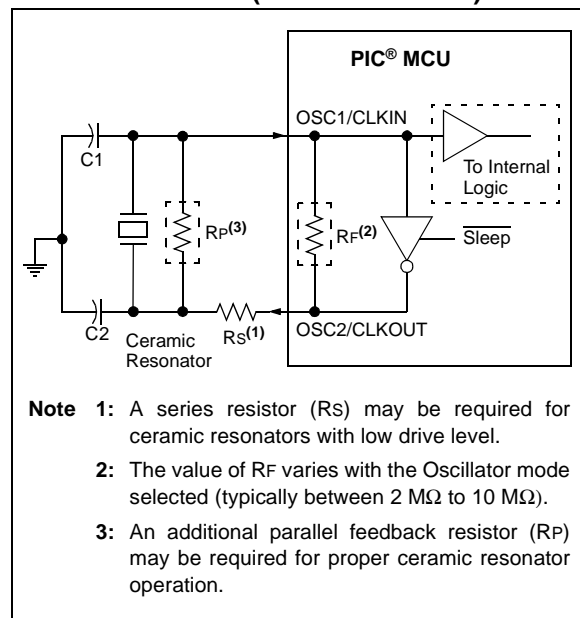 PIC® MCU
OSC1/CLKIN
C1
To Internal
Logic
RP(3)
RF(2)
Sleep
C2
Ceramic
Resonator
RS(1)
OSC2/CLKOUT
Note 1: A series resistor (RS) may be required for
ceramic resonators with low drive level.
2: The value of RF varies with the Oscillator mode
selected (typically between 2 MΩ to 10 MΩ).
3: An additional parallel feedback resistor (RP)
may be required for proper ceramic resonator
operation.